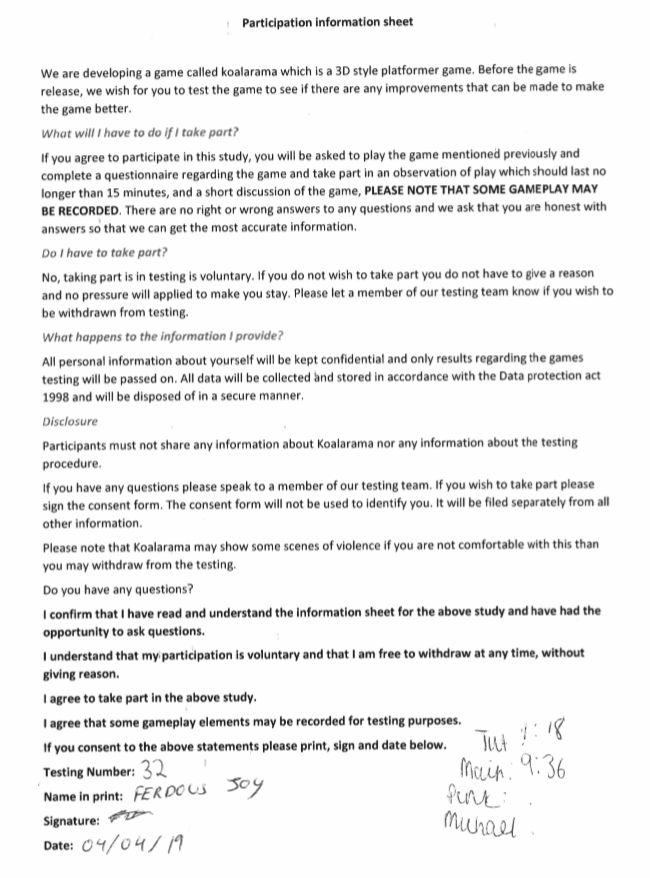 Participation information sheet
We are developing a game called koalarama which is a 3D style platformer game. Before the game is
release, we wish for you to test the game to see if there are any improvements that can be made to make
the game better.
What will I have to do if I take part?
If you agree to participate in this study, you will be asked to play the game mentioned previously and
complete a questionnaire regarding the game and take part in an observation of play which should last no
longer than 15 minutes, and a short discussion of the game, PLEASE NOTE THAT SOME GAMEPLAY MAY
BE RECORDED. There are no right or wrong answers to any questions and we ask that you are honest with
answers so that we can get the most accurate information.
Do I have to take part?
No, taking part is in testing is voluntary. If you do not wish to take part you do not have to give a reason
and no pressure will applied to make you stay. Please let a member of our testing team know if you wish to
be withdrawn from testing.
What happens to the information I provide?
All personal information about yourself will be kept confidential and only results regarding the games
testing will be passed on. All data will be collected and stored in accordance with the Data protection act
1998 and will be disposed of in a secure manner.
Disclosure
Participants must not share any information about Koalarama nor any information about the testing
procedure.
If you have any questions please speak to a member of our testing team. If you wish to take part please
sign the consent form. The consent form will not be used to identify you. It will be filed separately from all
other information.
Please note that Koalarama may show some scenes of violence if you are not comfortable with this than
you may withdraw from the testing.
Do you have any questions?
I confirm that I have read and understand the information sheet for the above study and have had the
opportunity to ask questions.
I understand that my participation is voluntary and that I am free to withdraw at any time, without
giving reason.
I agree to take part in the above study.
I agree that some gameplay elements may be recorded for testing purposes.
If you consent to the above statements please print, sign and date below.
Tut 1:18
Testing Number: 32
Main: 9:36
Name in print: FERDOUS JOY
Signature:
Michael
Date: 04/04/19